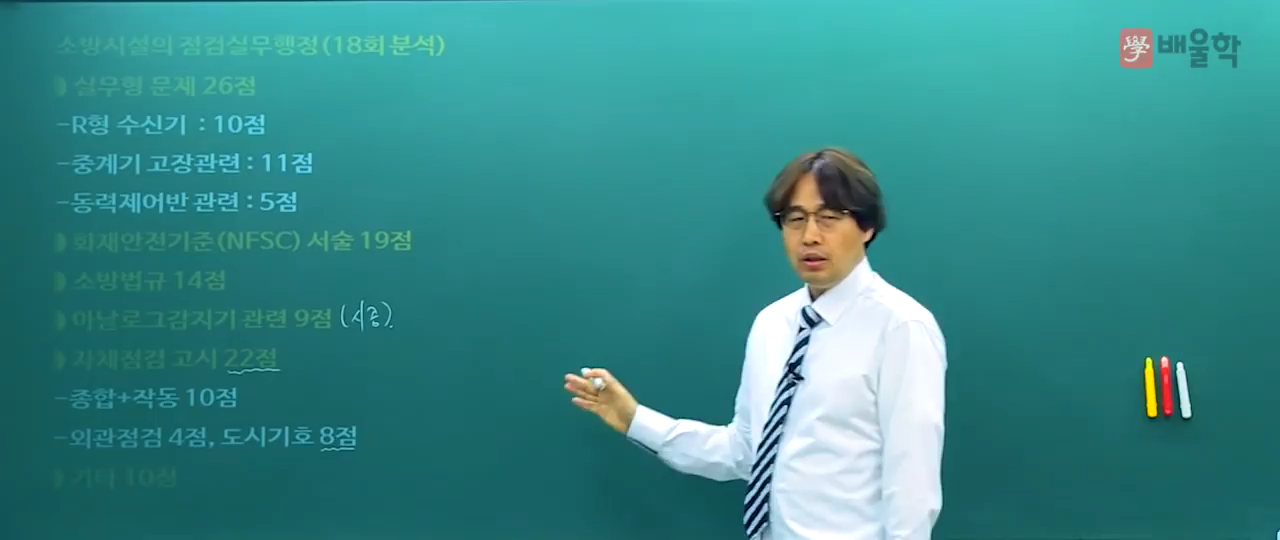 소방시설의 점검실무행정(18회 분석)
學 배울학
실무형 문제 26점
-R형 수신기 : 10점
-중계기 고장관련 : 11점
-동력제어반 관련 : 5점
화재안전기준(NFSC) 서술 19점
소방법규 14점
아날로그감지기 관련 9점 (시증).
자체점검 고시 22점
-종합+작동 10점
-외관점검 4점, 도시기호 8점
기타 10점